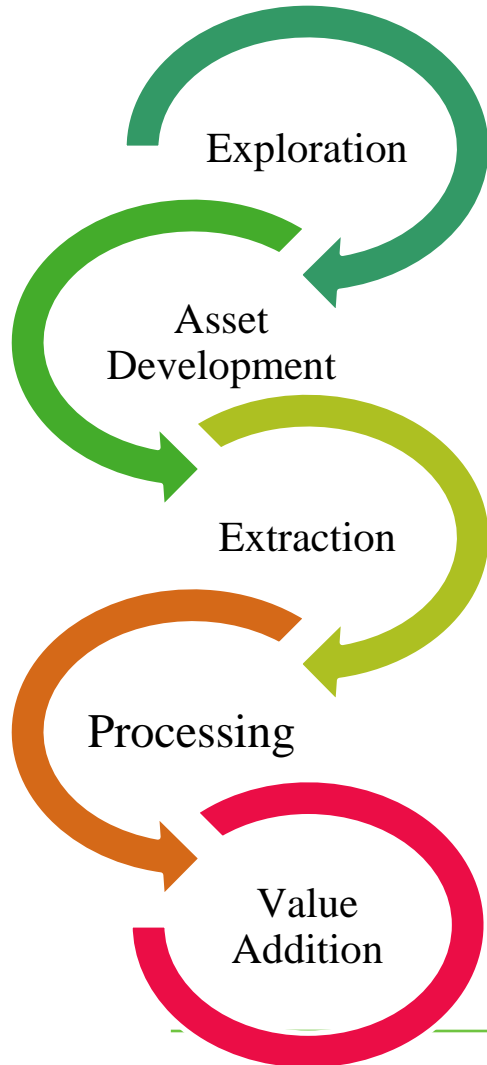 Exploration
Asset
Development
Extraction
Processing
Value
Addition